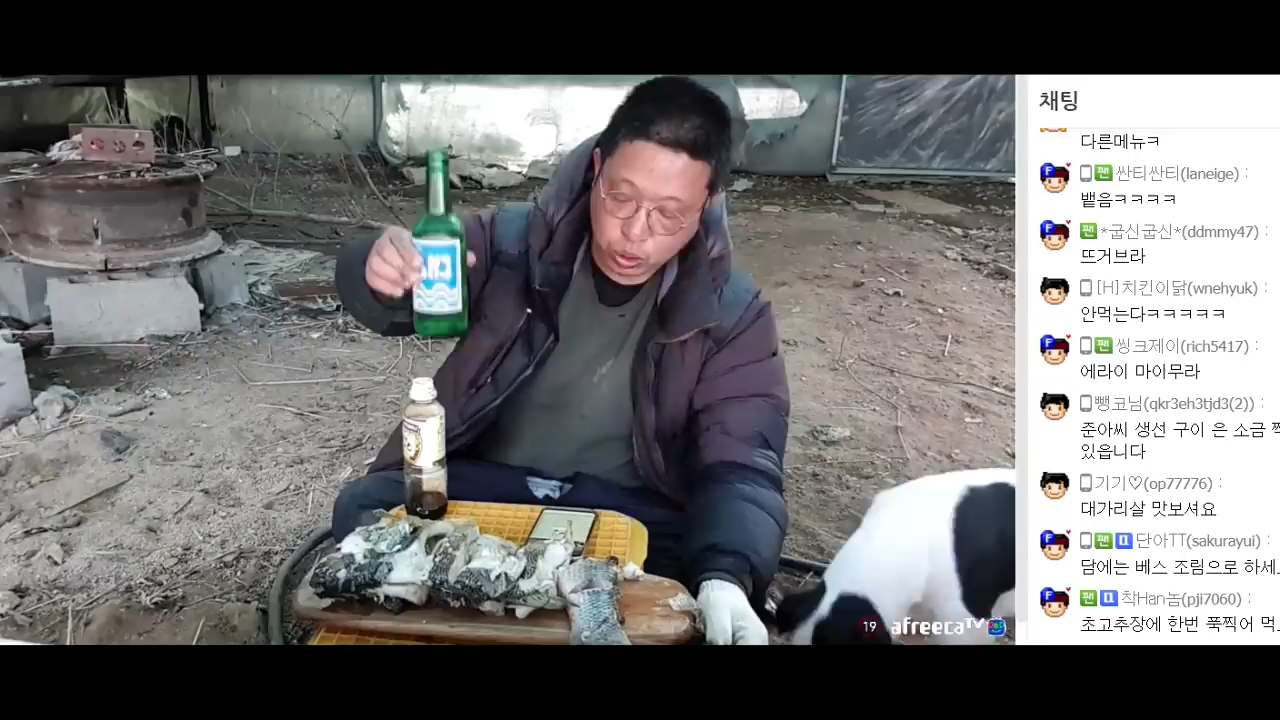 채팅
다른메뉴ㅋ
팬 싼티싼티(laneige) :
뱉음ㅋㅋㅋㅋ
팬 *굽신굽신*(ddmmy47) :
뜨거브라
[H]치킨이닭(wnehyuk) :
안먹는다ㅋㅋㅋㅋㅋ
팬 씽크제이(rich5417) :
에라이 마이무라
뺑코님(qkr3eh3tjd3(2)) :
준아씨 생선 구이 은 소금
있읍니다
기기♡(op77776) :
대가리살 맛보셔요
팬 단아TT(sakurayui) :
담에는 베스 조림으로 하세
팬 착Han놈(pji7060) :
초고추장에 한번 푹찍어 먹
19 afreecaTV